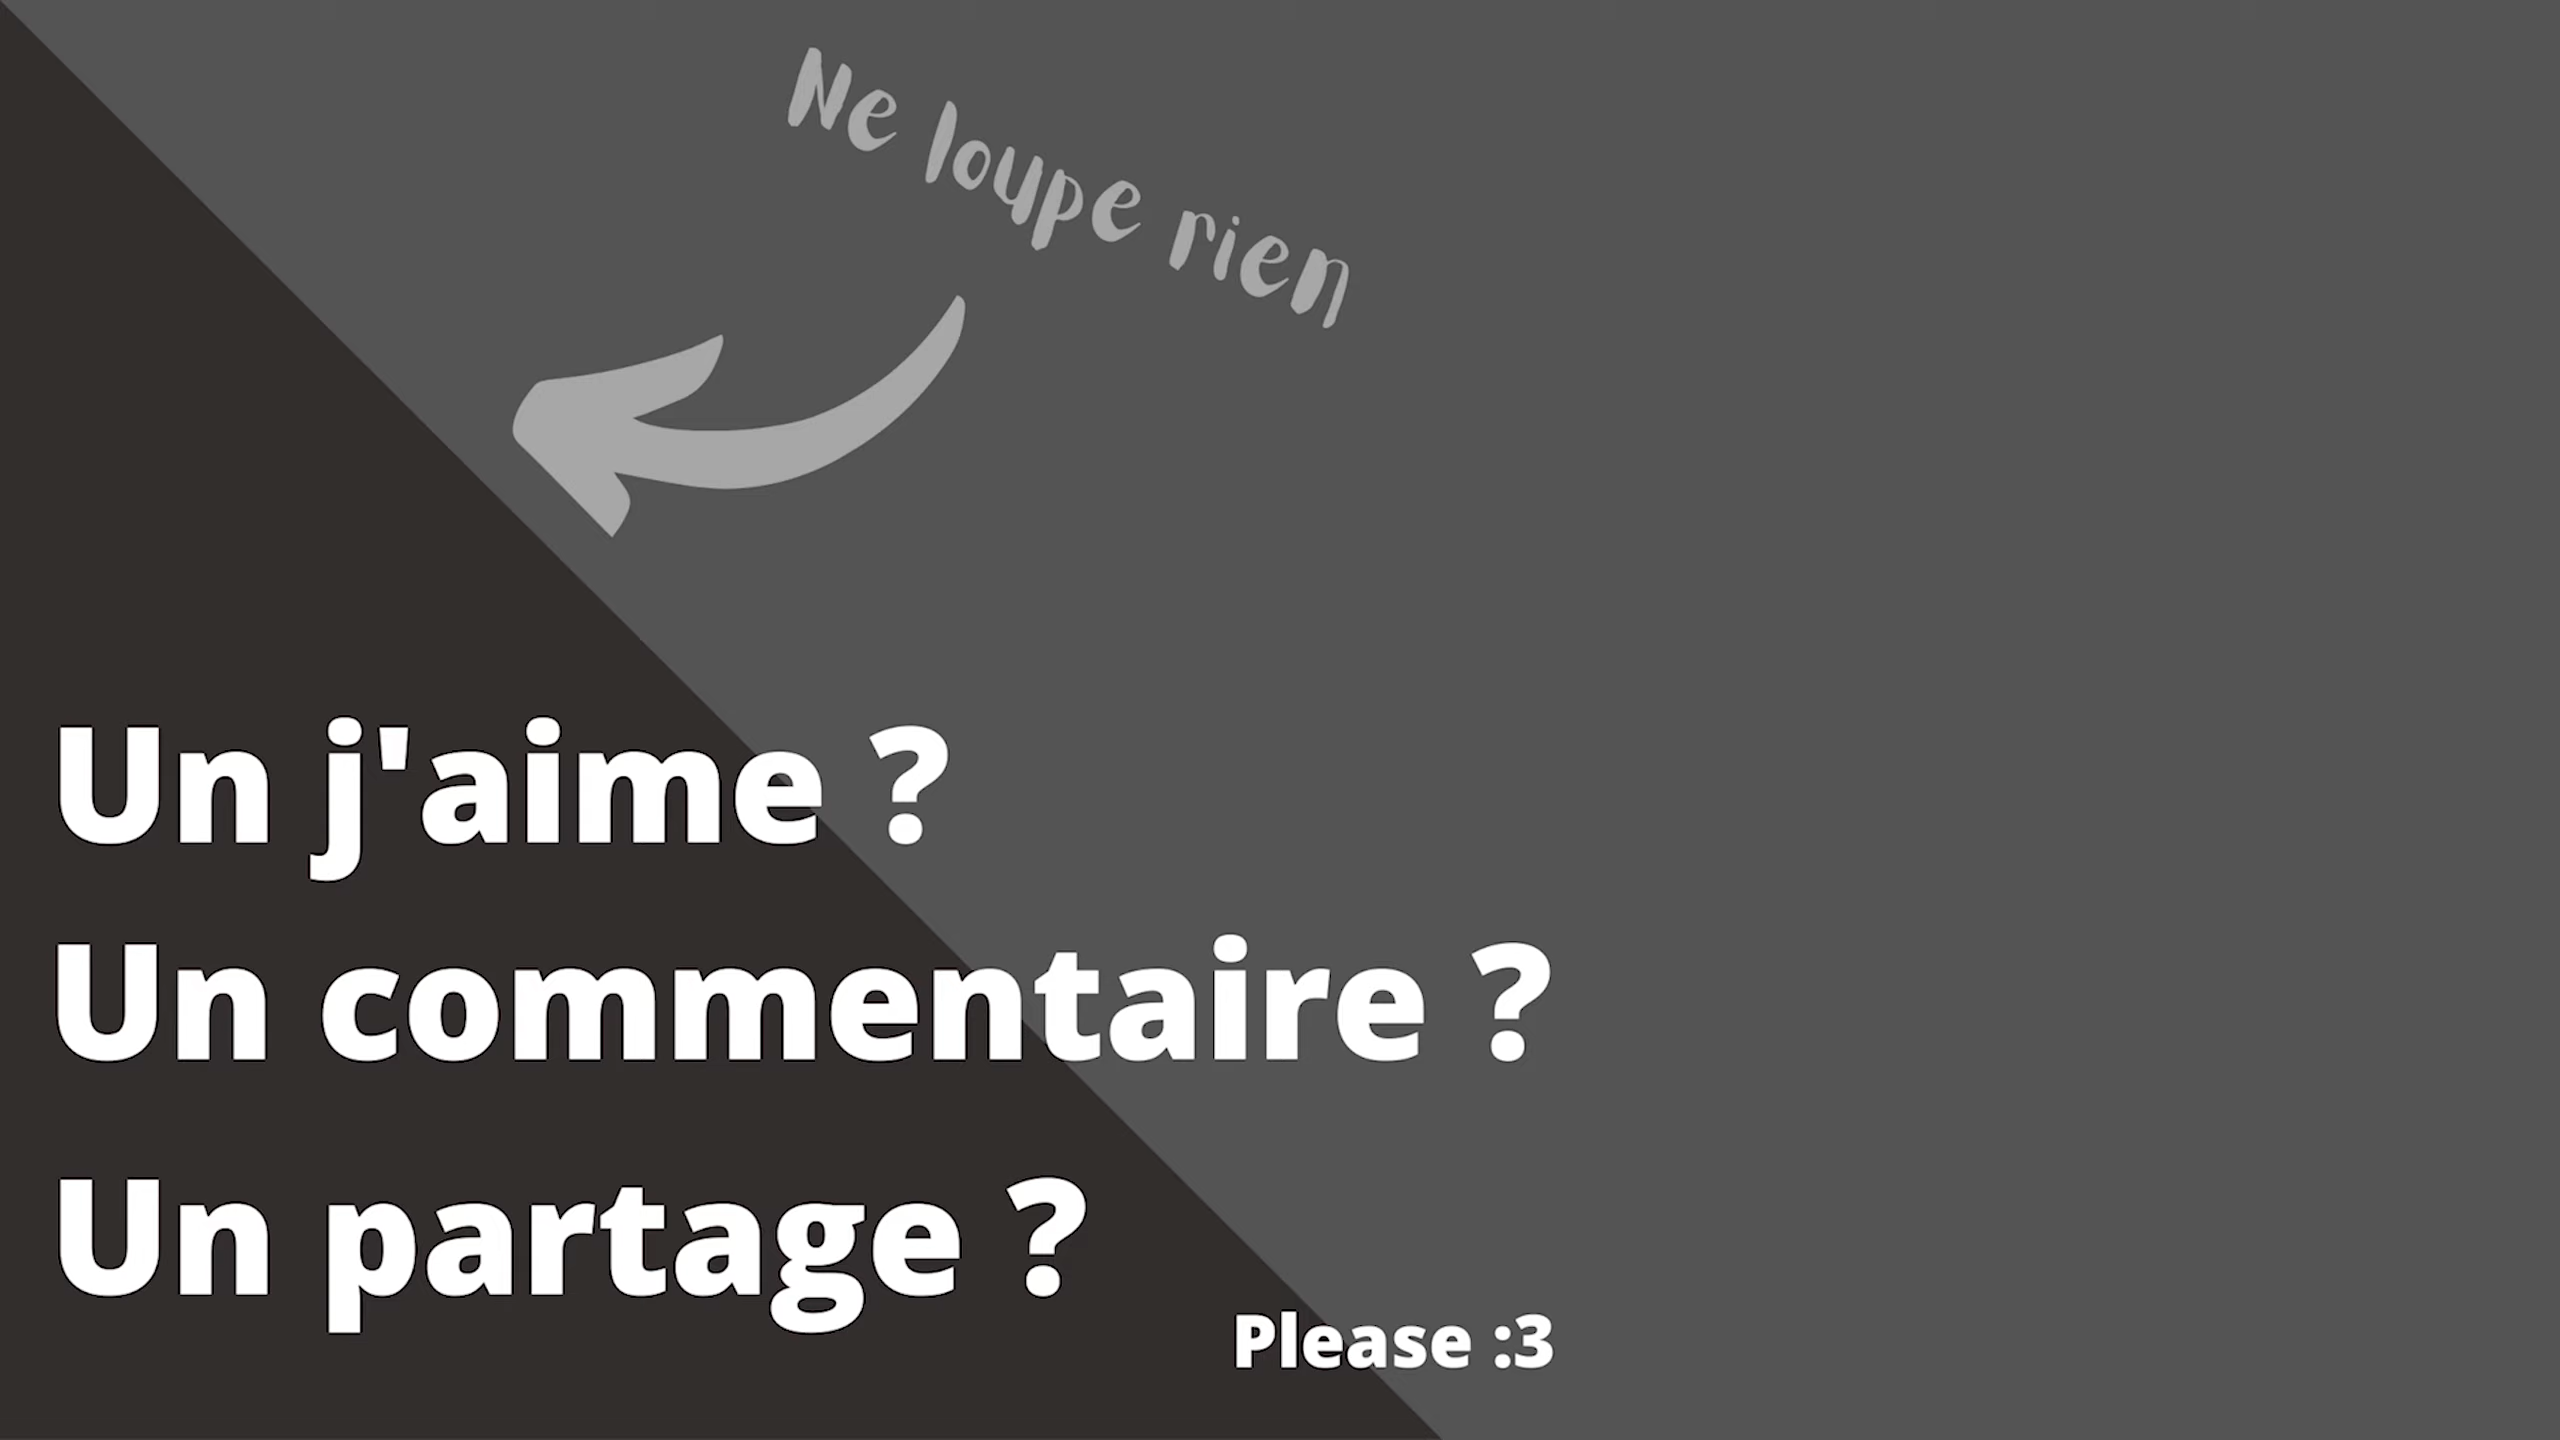 Ne loupe rien
Un j'aime ?
Un commentaire ?
Un partage ?
Please :3